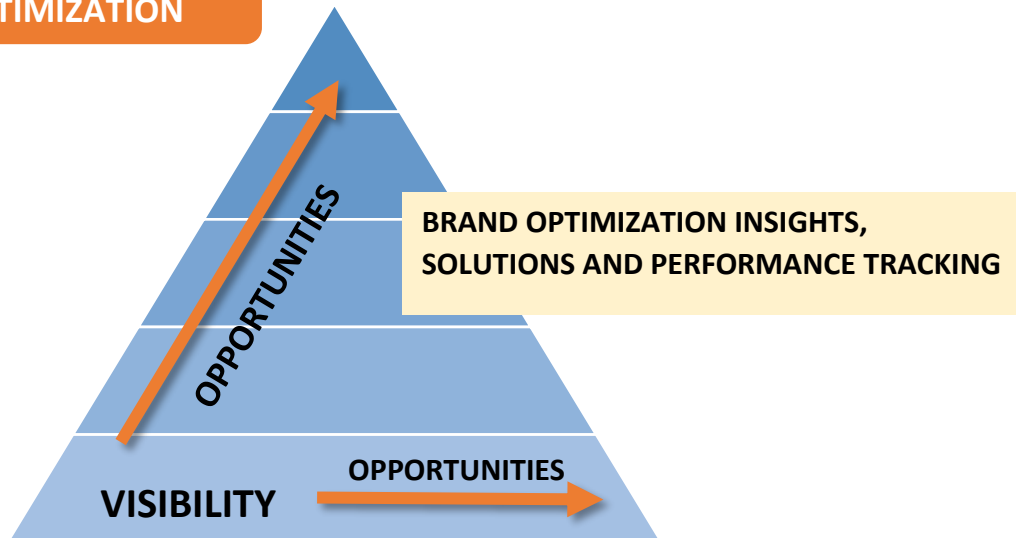 TIMIZATION
OPPORTUNITIES
BRAND OPTIMIZATION INSIGHTS,
SOLUTIONS AND PERFORMANCE TRACKING
OPPORTUNITIES
VISIBILITY